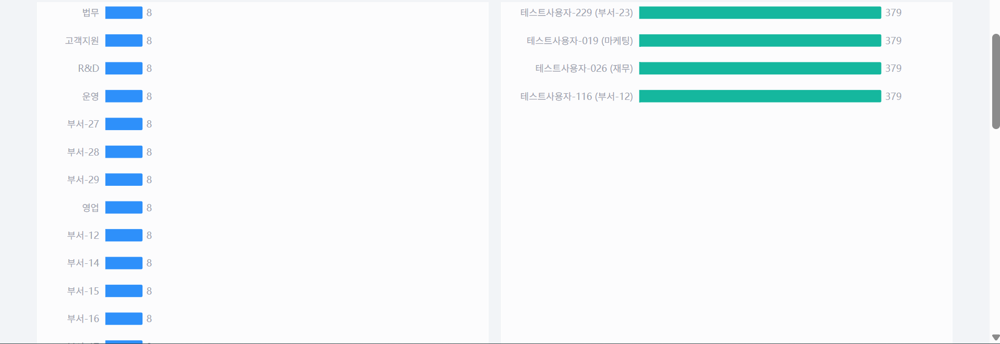 법무 8
고객지원 8
R&D 8
운영 8
부서-27 8
부서-28 8
부서-29 8
영업 8
부서-12 8
부서-14 8
부서-15 8
부서-16 8
테스트사용자-229 (부서-23) 379
테스트사용자-019 (마케팅) 379
테스트사용자-026 (재무) 379
테스트사용자-116 (부서-12) 379